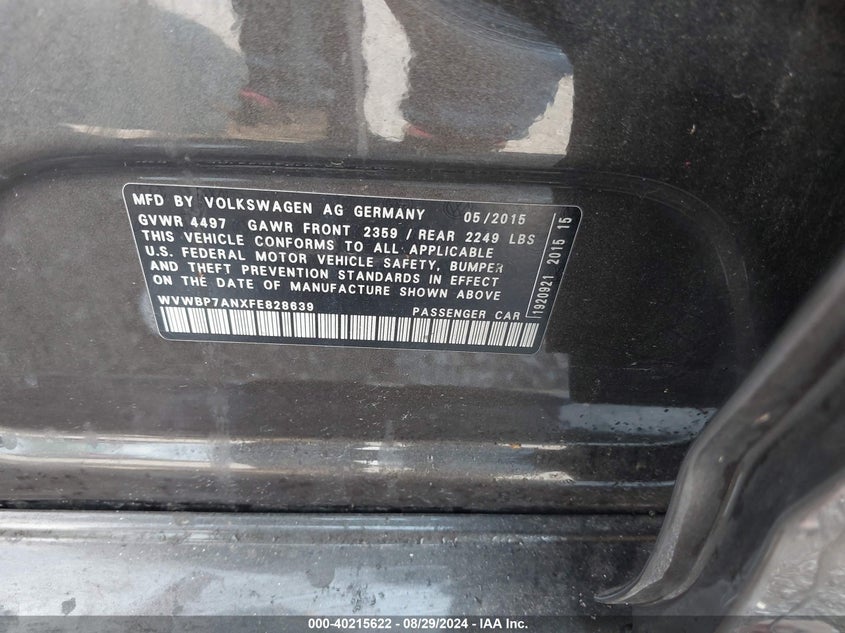 MFD BY VOLKSWAGEN AG GERMANY 05/2015
GVWR 4497 GAWR FRONT 2359 / REAR 2249 LBS
THIS VEHICLE CONFORMS TO ALL APPLICABLE
U.S. FEDERAL MOTOR VEHICLE SAFETY, BUMPER
AND THEFT PREVENTION STANDARDS IN EFFECT
ON THE DATE OF MANUFACTURE SHOWN ABOVE
WVWBP7ANXFE828639 PASSENGER CAR
1920921 2015 15
000-40215622 - 08/29/2024 - IAA Inc.